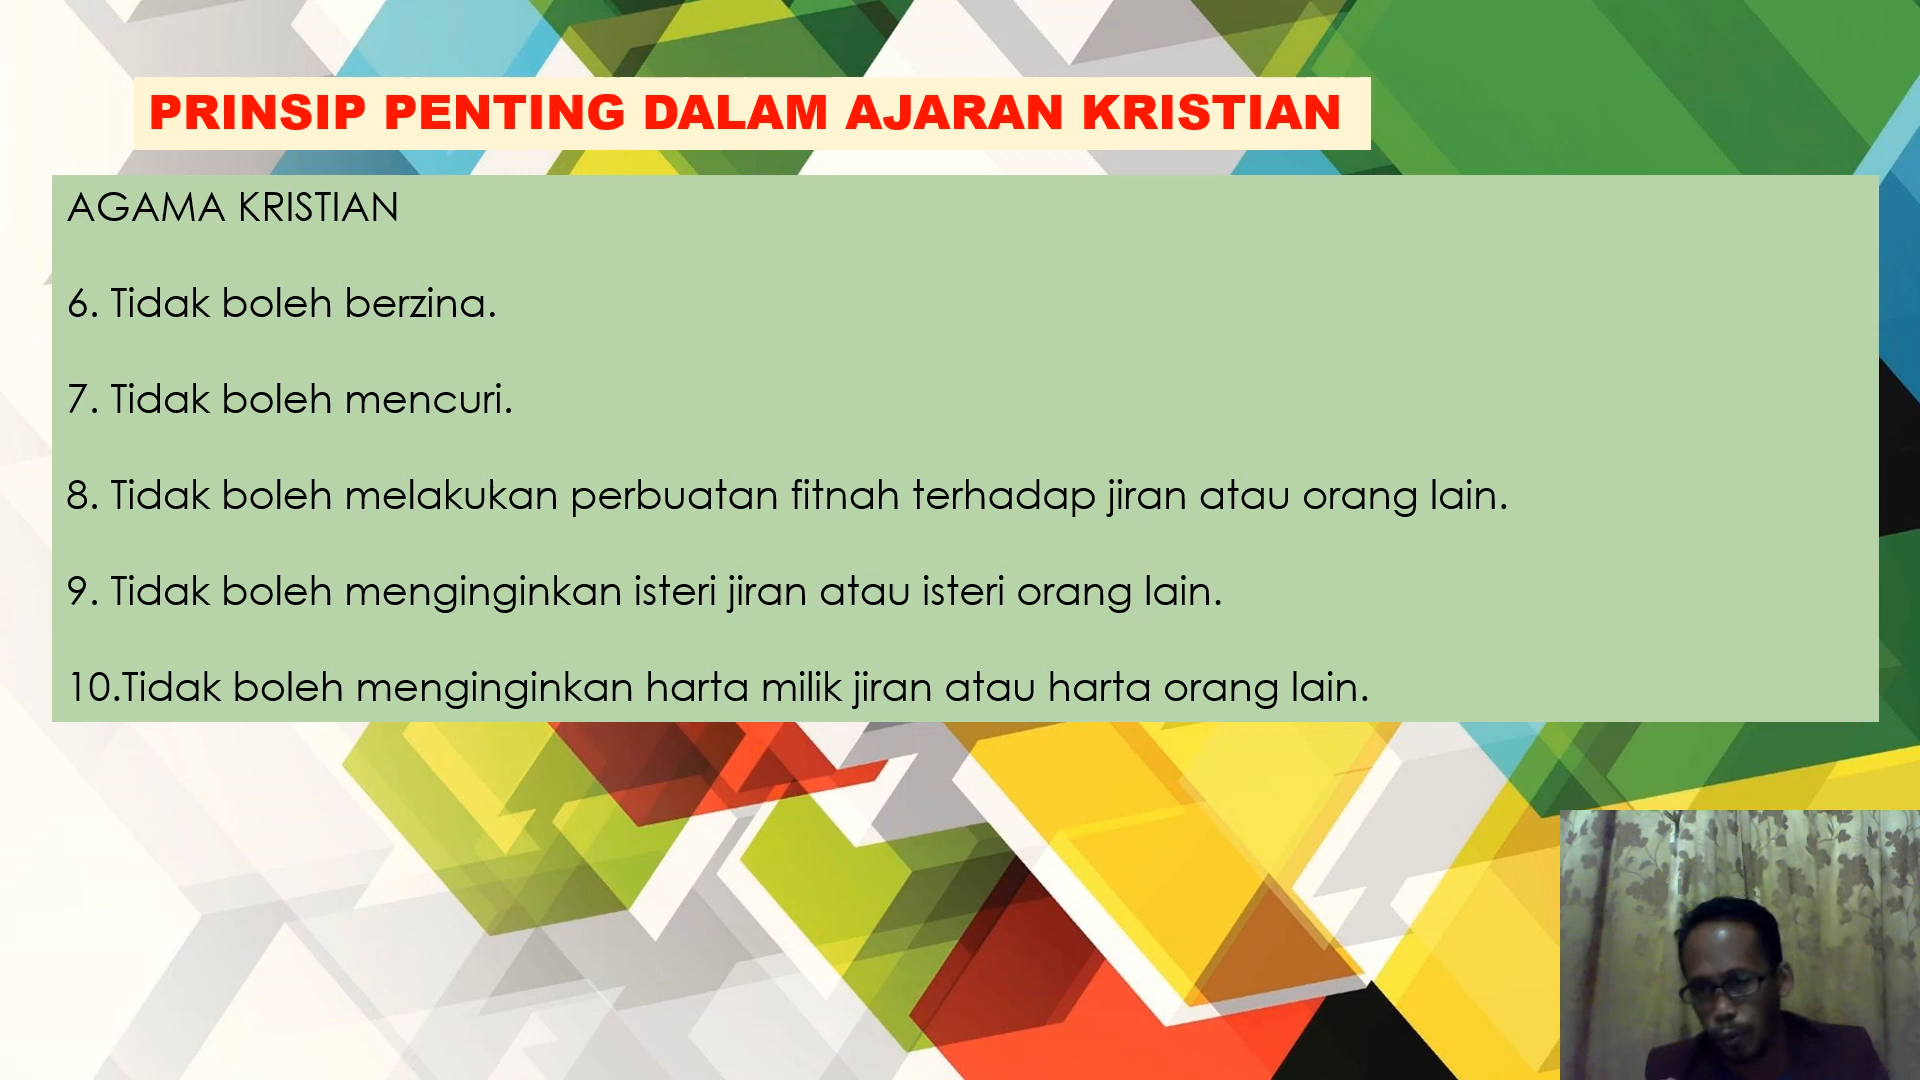 PRINSIP PENTING DALAM AJARAN KRISTIAN
AGAMA KRISTIAN
6. Tidak boleh berzina.
7. Tidak boleh mencuri.
8. Tidak boleh melakukan perbuatan fitnah terhadap jiran atau orang lain.
9. Tidak boleh menginginkan isteri jiran atau isteri orang lain.
10.Tidak boleh menginginkan harta milik jiran atau harta orang lain.